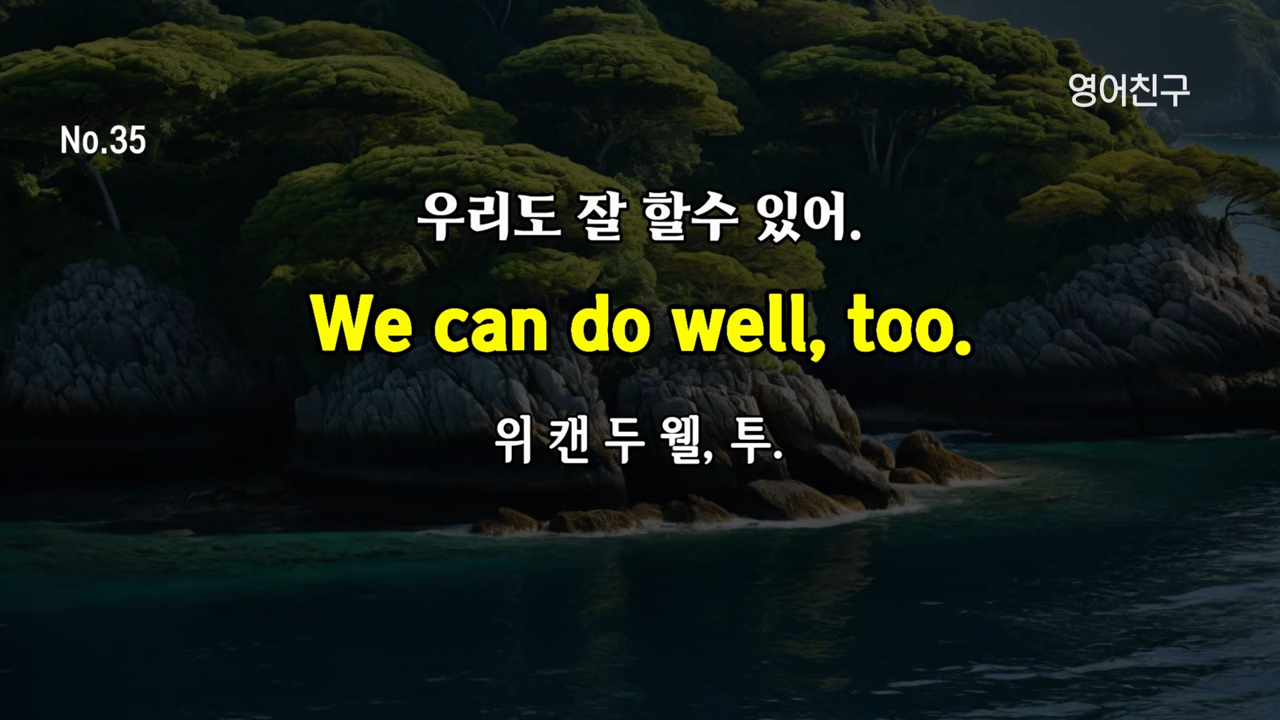 영어친구
No.35
우리도 잘 할수 있어.
We can do well, too.
위 캔 두 웰, 투.